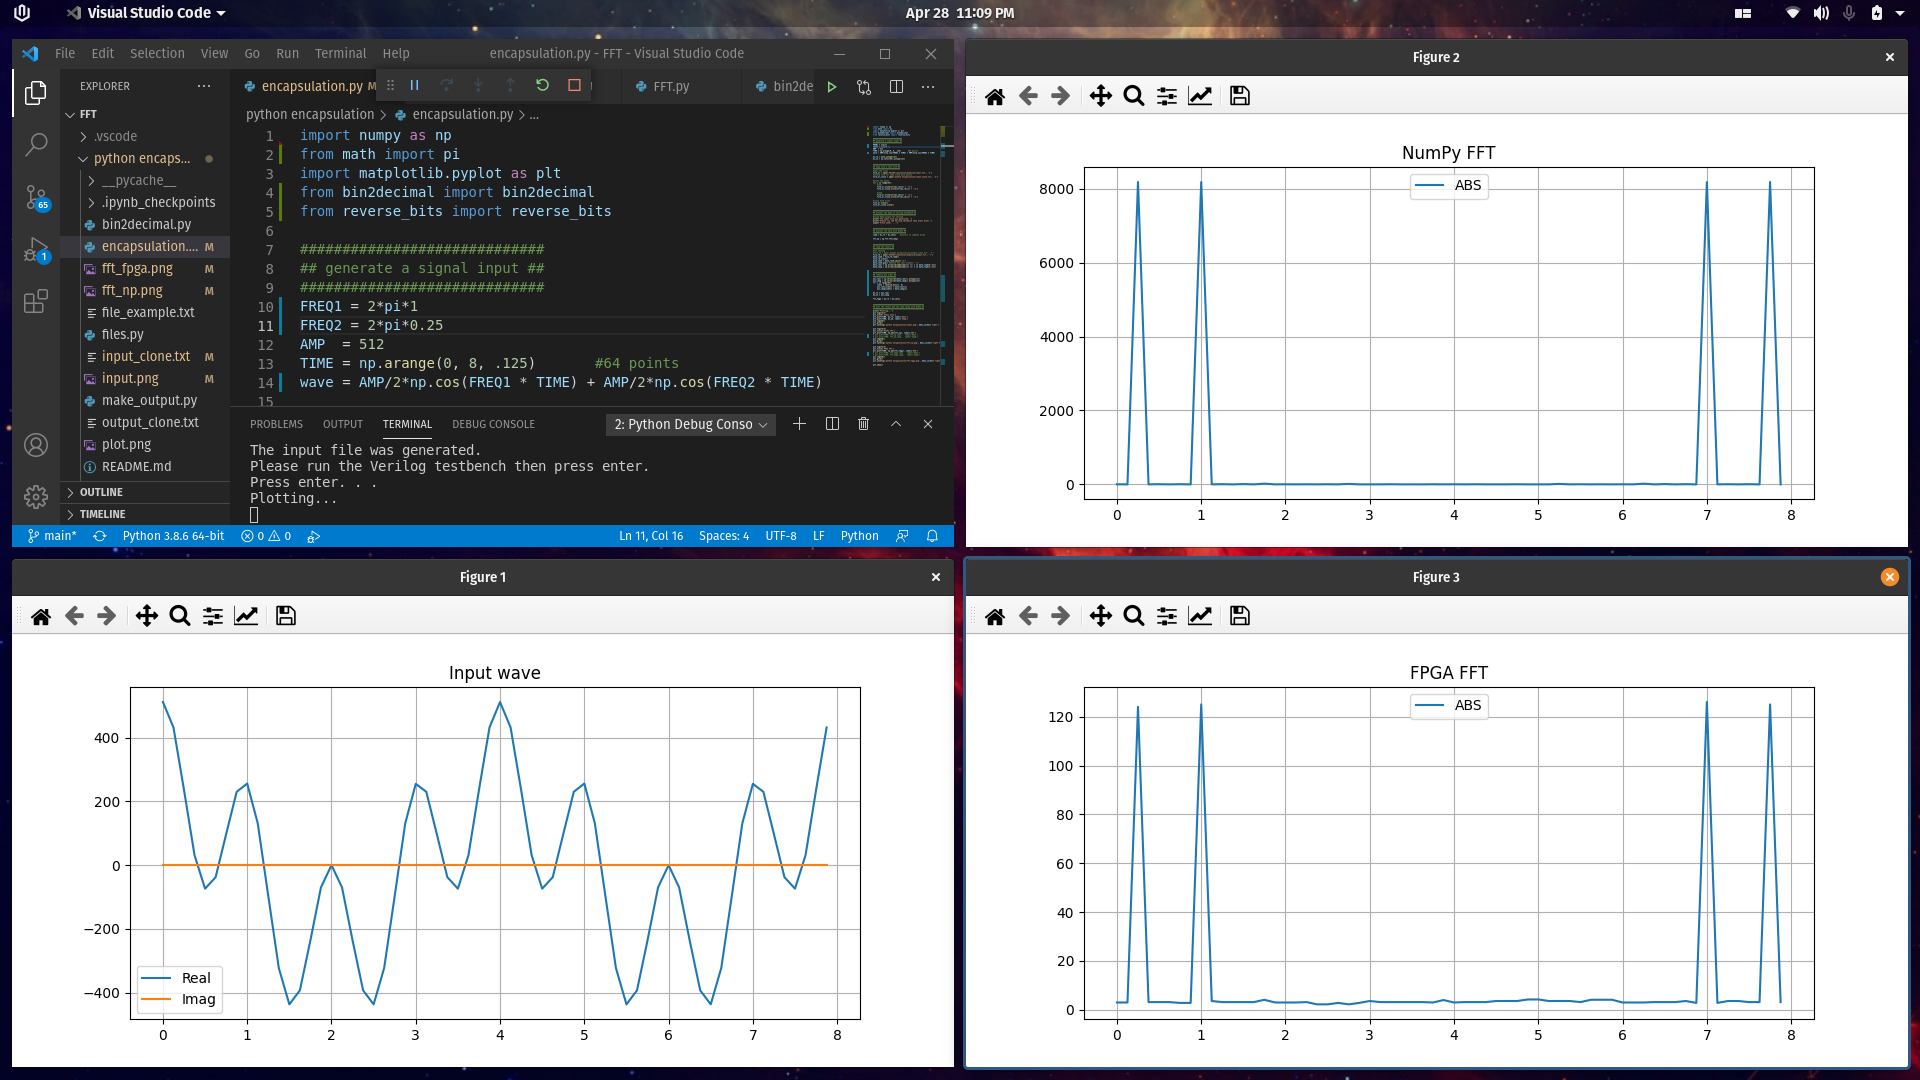 Visual Studio Code
Apr 28 11:09 PM
File Edit Selection View Go Run Terminal Help
encapsulation.py - FFT - Visual Studio Code
EXPLORER
FFT
.vscode
python encaps...
__pycache__
.ipynb_checkpoints
bin2decimal.py
encapsulation.... M
fft_fpga.png M
fft_np.png M
file_example.txt
files.py
input_clone.txt M
input.png M
make_output.py
output_clone.txt
plot.png
README.md
OUTLINE
TIMELINE
65
1
encapsulation.py M
FFT.py
bin2de
python encapsulation > encapsulation.py > ...
1 import numpy as np
2 from math import pi
3 import matplotlib.pyplot as plt
4 from bin2decimal import bin2decimal
5 from reverse_bits import reverse_bits
6
7 #############################
8 ## generate a signal input ##
9 #############################
10 FREQ1 = 2*pi*1
11 FREQ2 = 2*pi*0.25
12 AMP  = 512
13 TIME = np.arange(0, 8, .125)       #64 points
14 wave = AMP/2*np.cos(FREQ1 * TIME) + AMP/2*np.cos(FREQ2 * TIME)
15
PROBLEMS OUTPUT TERMINAL DEBUG CONSOLE
2: Python Debug Conso
The input file was generated.
Please run the Verilog testbench then press enter.
Press enter. . .
Plotting...
main* Python 3.8.6 64-bit 0 0 Ln 11, Col 16 Spaces: 4 UTF-8 LF Python
Figure 2
NumPy FFT
ABS
8000
6000
4000
2000
0
0 1 2 3 4 5 6 7 8
Figure 1
Input wave
400
200
0
−200
−400
Real
Imag
0 1 2 3 4 5 6 7 8
Figure 3
FPGA FFT
ABS
120
100
80
60
40
20
0
0 1 2 3 4 5 6 7 8